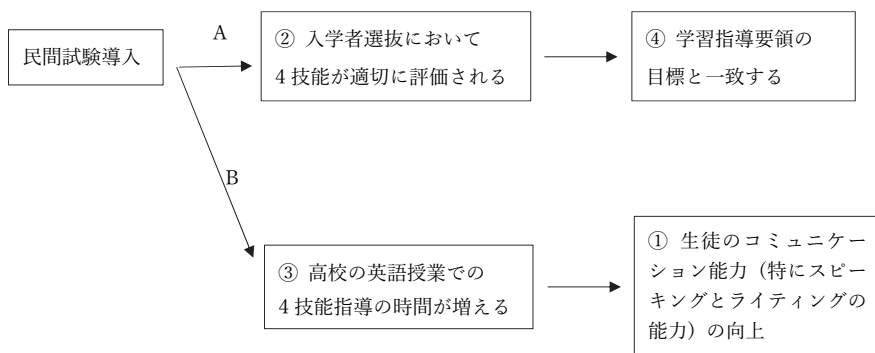 民間試験導入
A
② 入学者選抜において
4技能が適切に評価される
④ 学習指導要領の
目標と一致する
B
③ 高校の英語授業での
4技能指導の時間が増える
① 生徒のコミュニケー
ション能力（特にスピー
キングとライティングの
能力）の向上